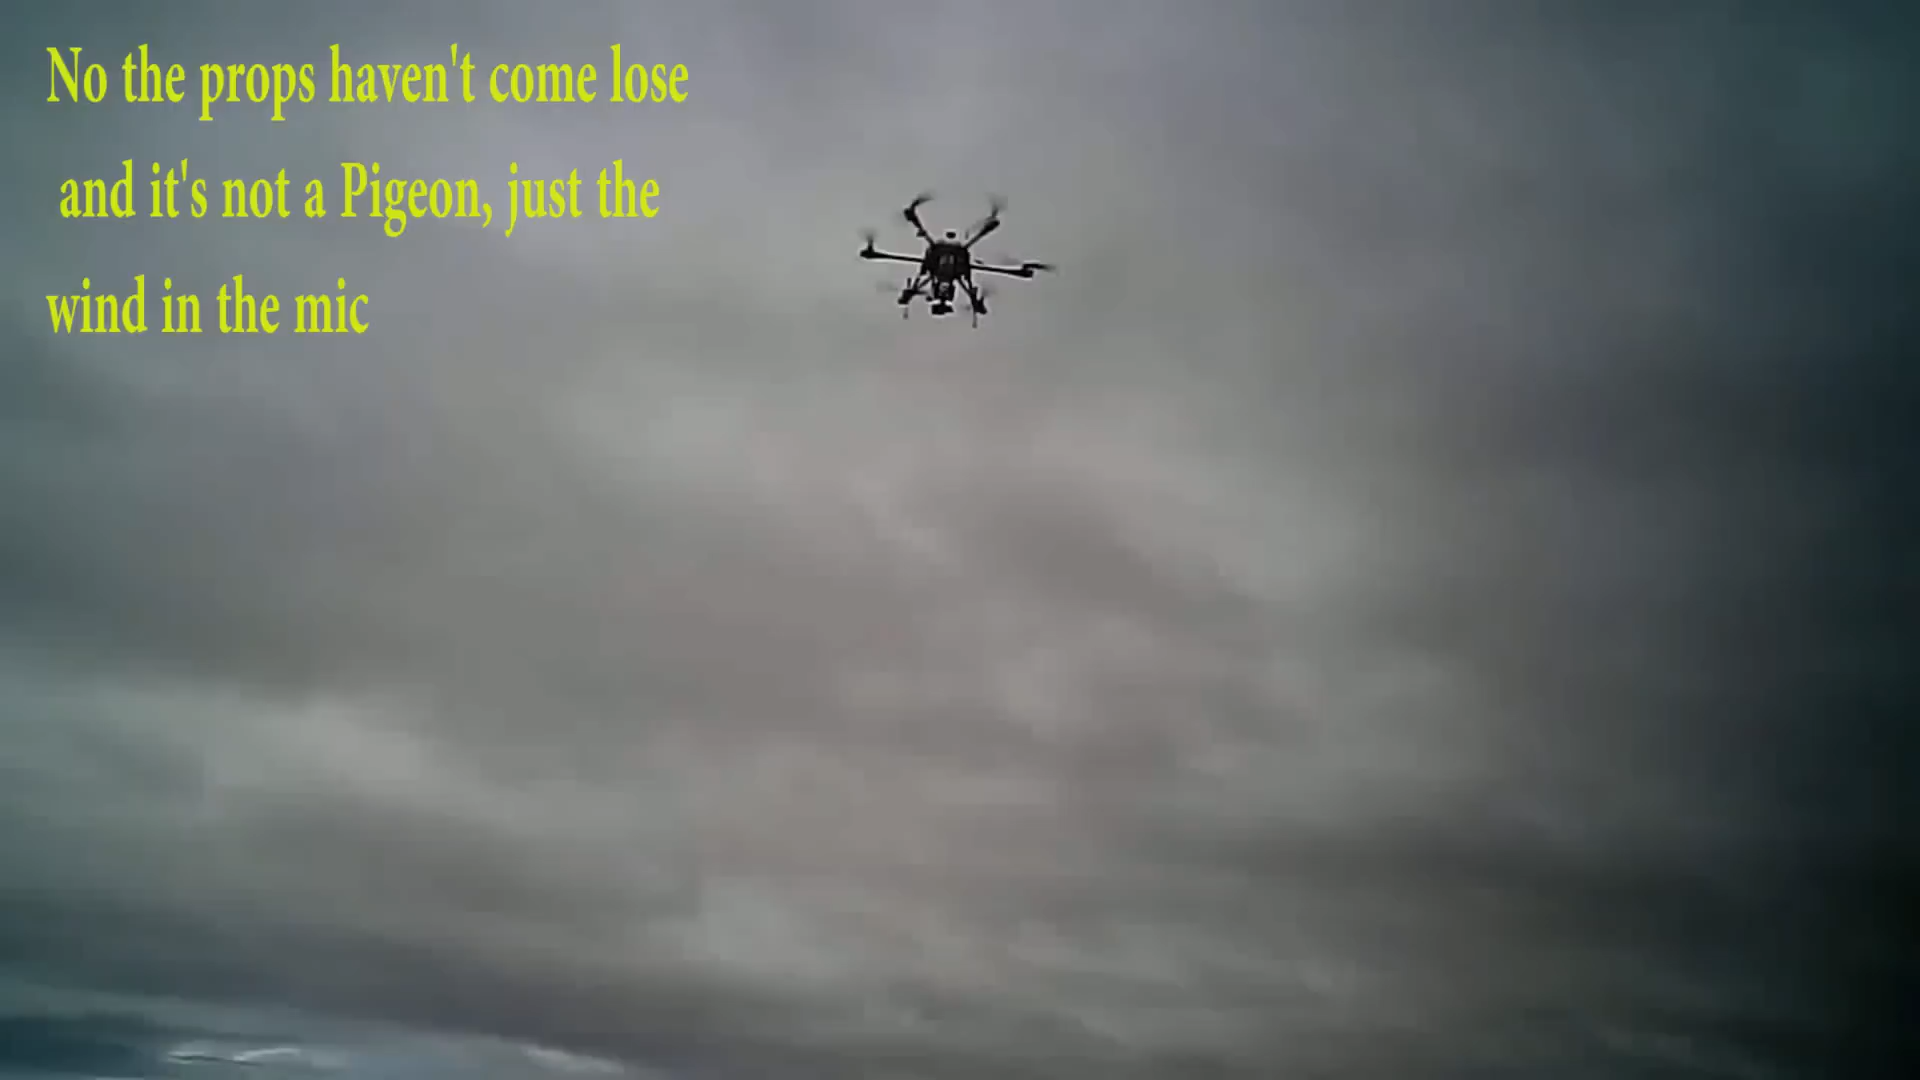 No the props haven't come lose
and it's not a Pigeon, just the
wind in the mic